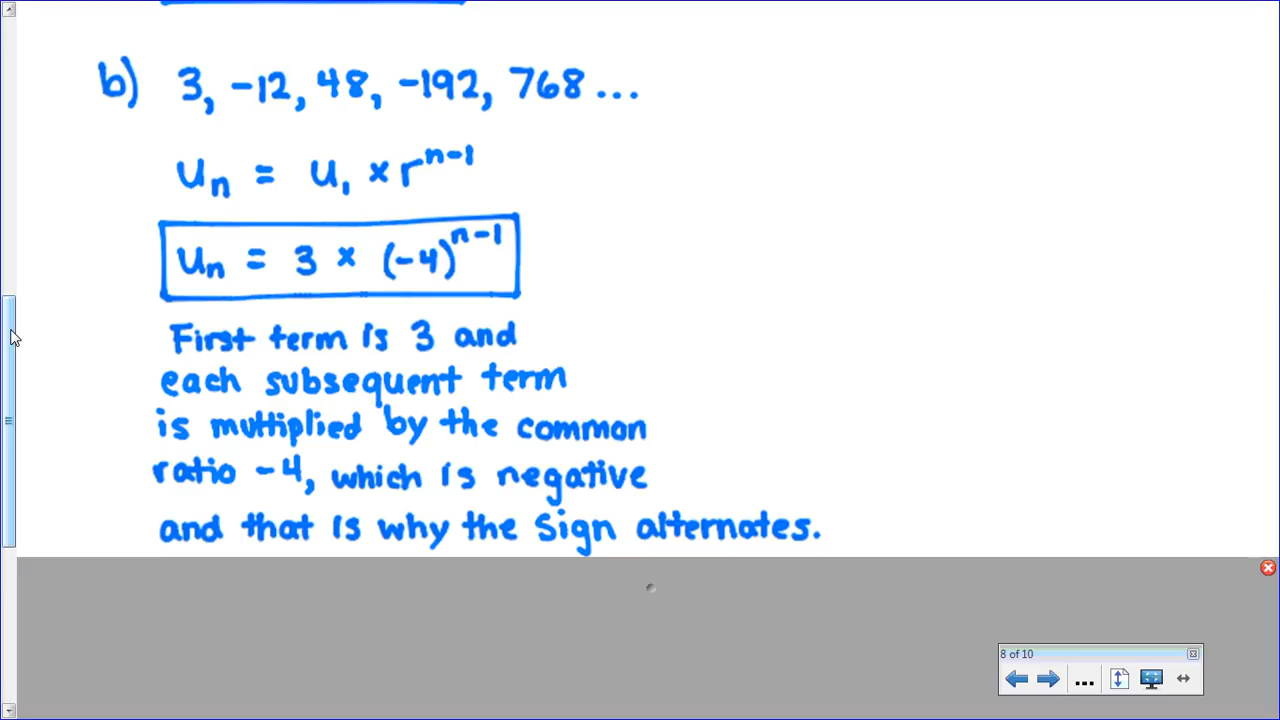 b) 3, -12, 48, -192, 768...
uₙ = u₁ × rⁿ⁻¹
uₙ = 3 × (-4)ⁿ⁻¹
First term is 3 and
each subsequent term
is multiplied by the common
ratio -4, which is negative
and that is why the sign alternates.
8 of 10
...